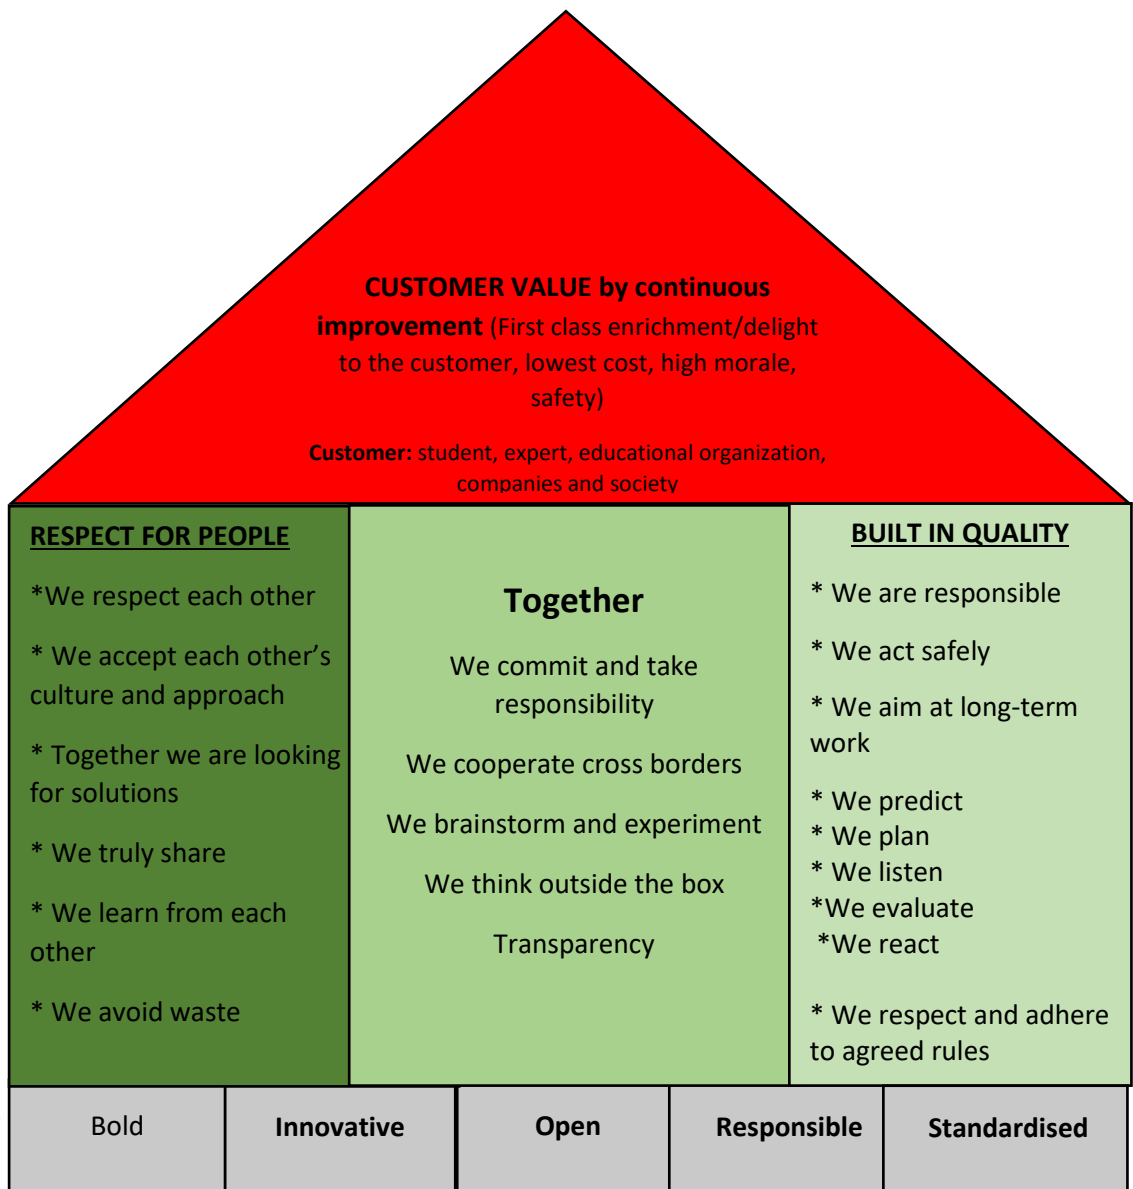 CUSTOMER VALUE by continuous
improvement (First class enrichment/delight
to the customer, lowest cost, high morale,
safety)
Customer: student, expert, educational organization,
companies and society
RESPECT FOR PEOPLE
*We respect each other
* We accept each other’s
culture and approach
* Together we are looking
for solutions
* We truly share
* We learn from each
other
* We avoid waste
Together
We commit and take
responsibility
We cooperate cross borders
We brainstorm and experiment
We think outside the box
Transparency
BUILT IN QUALITY
* We are responsible
* We act safely
* We aim at long-term
work
* We predict
* We plan
* We listen
*We evaluate
*We react
* We respect and adhere
to agreed rules
Bold
Innovative
Open
Responsible
Standardised